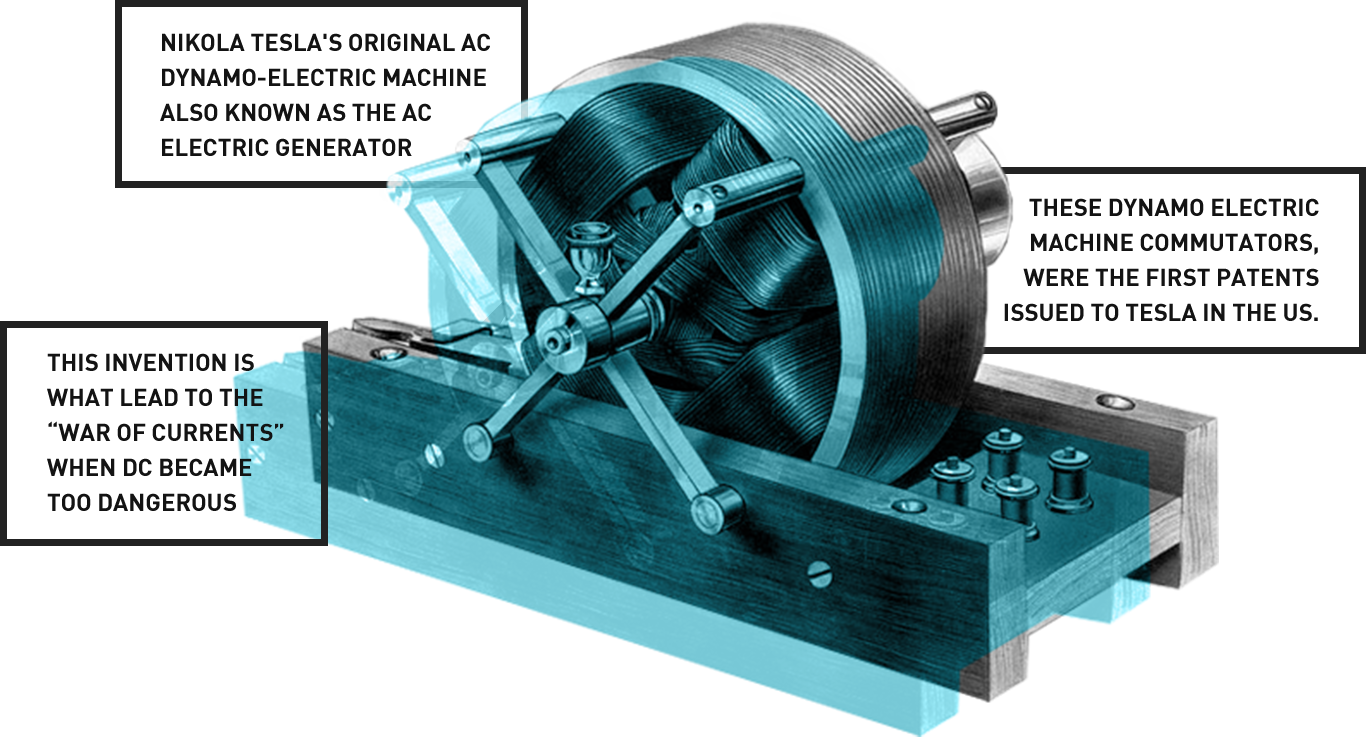 NIKOLA TESLA'S ORIGINAL AC
DYNAMO-ELECTRIC MACHINE
ALSO KNOWN AS THE AC
ELECTRIC GENERATOR
THESE DYNAMO ELECTRIC
MACHINE COMMUTATORS,
WERE THE FIRST PATENTS
ISSUED TO TESLA IN THE US.
THIS INVENTION IS
WHAT LEAD TO THE
“WAR OF CURRENTS”
WHEN DC BECAME
TOO DANGEROUS